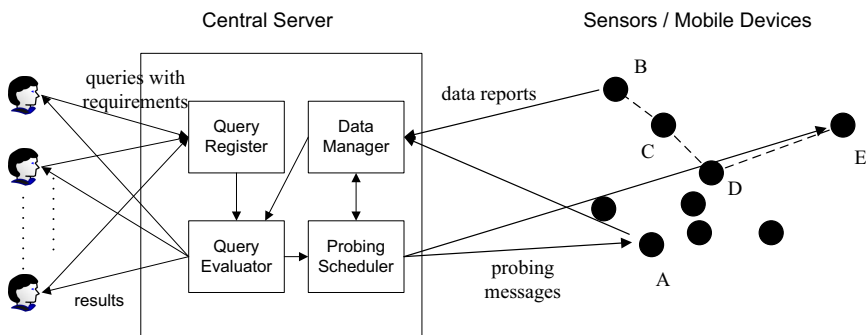 Central Server
Sensors / Mobile Devices
queries with
requirements
data reports
B
Query
Register
Data
Manager
C
E
D
Query
Evaluator
Probing
Scheduler
A
probing
messages
results